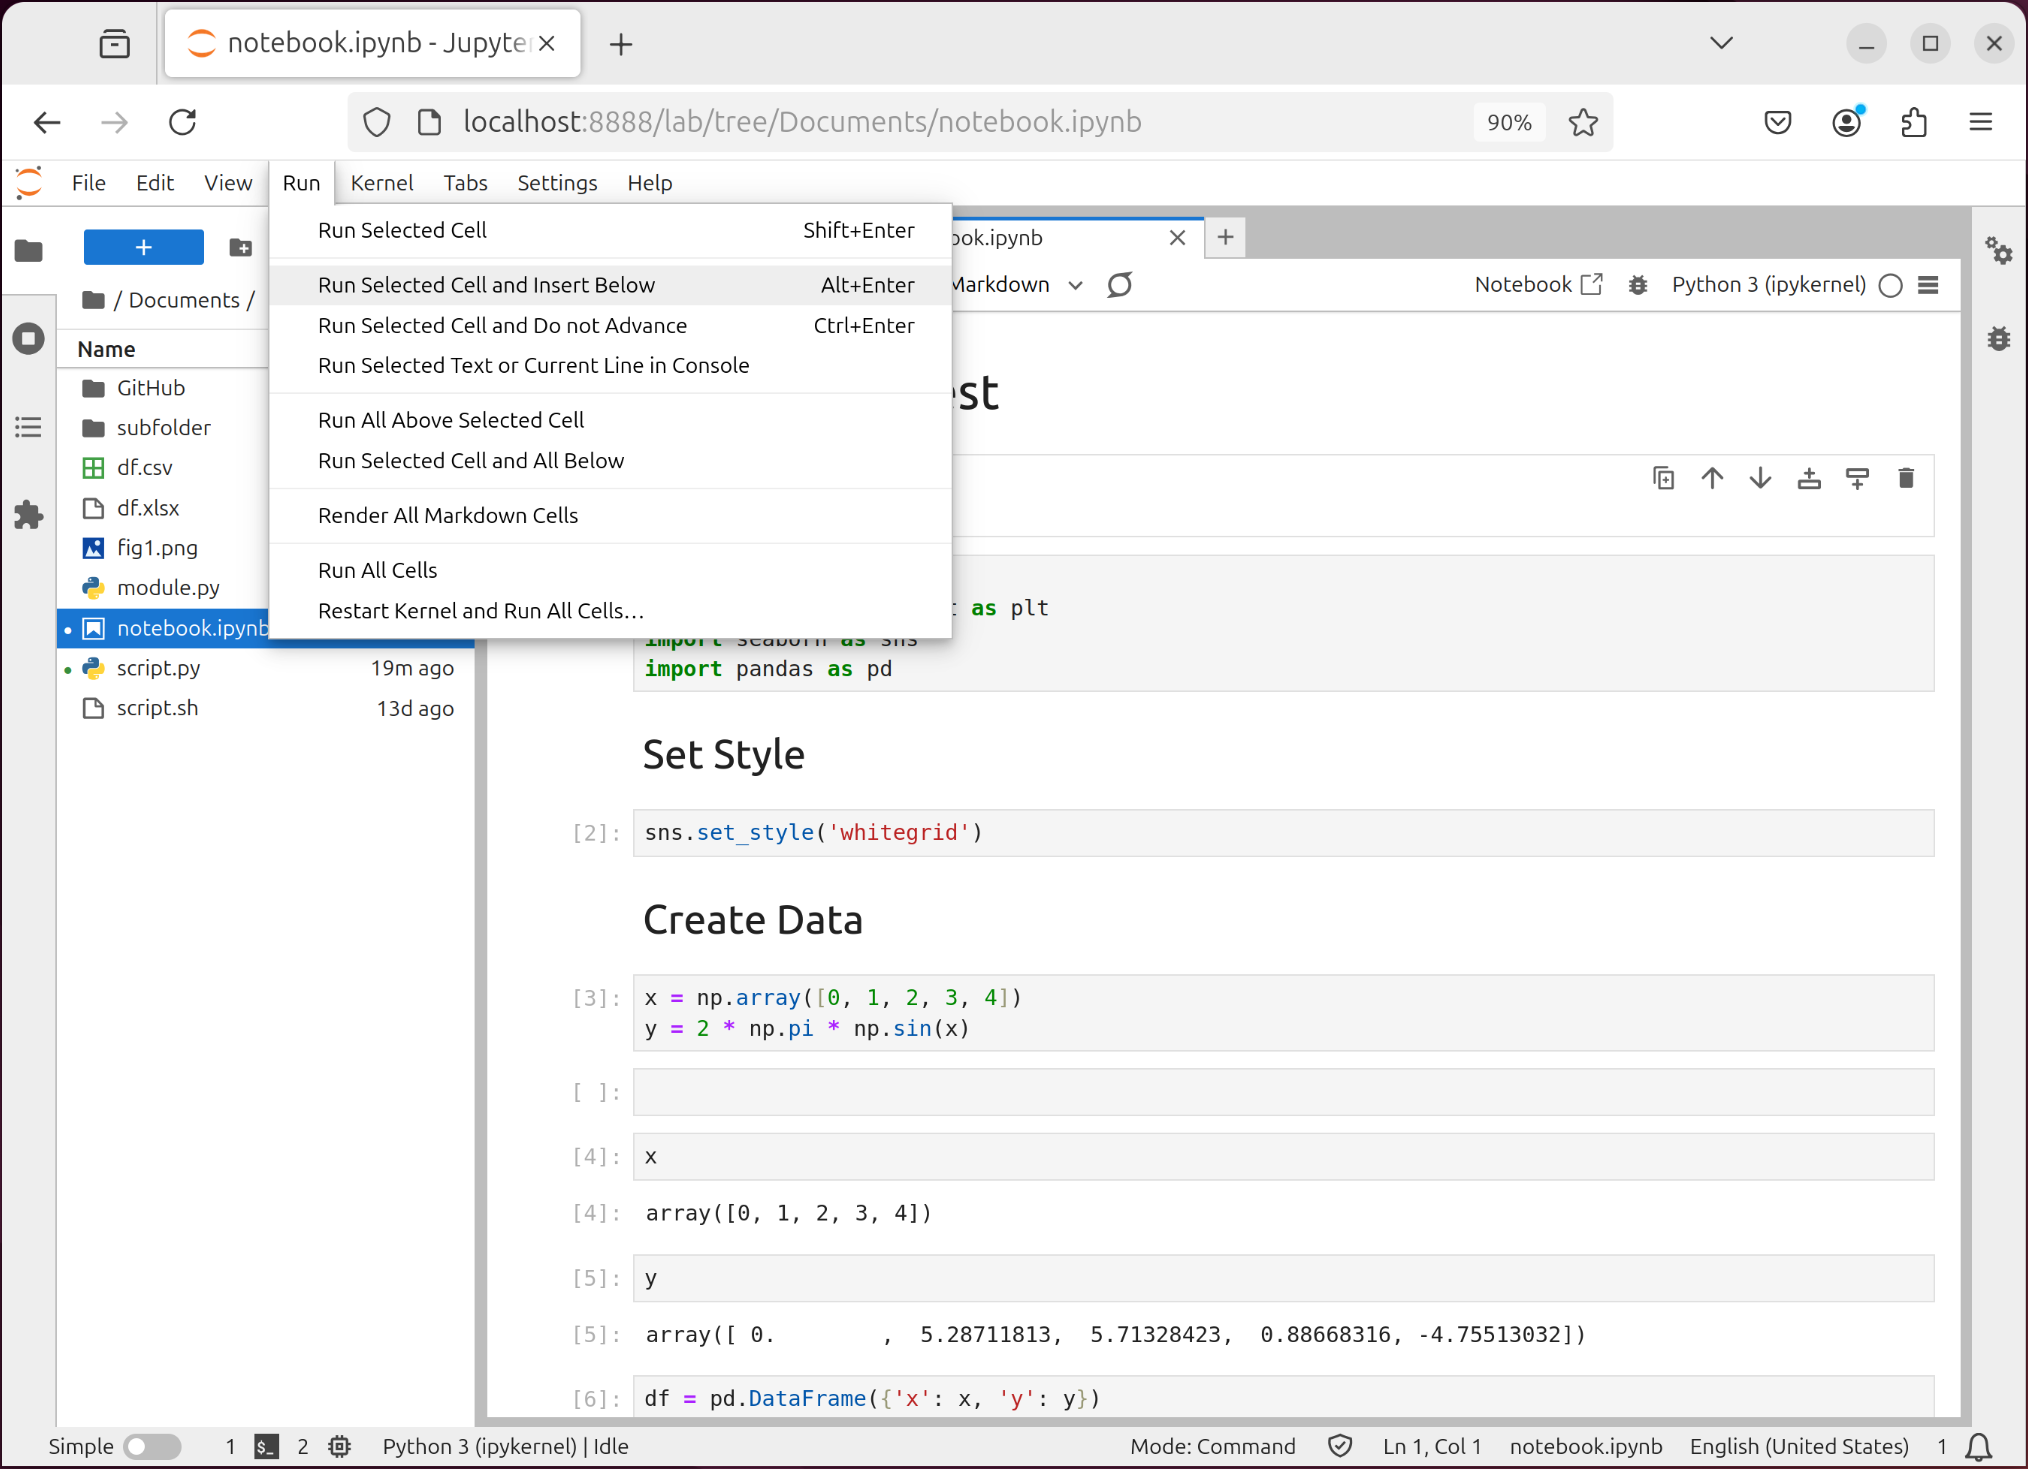 notebook.ipynb - Jupyter
localhost:8888/lab/tree/Documents/notebook.ipynb
90%
File Edit View Run Kernel Tabs Settings Help
Run Selected Cell Shift+Enter
Run Selected Cell and Insert Below Alt+Enter
Run Selected Cell and Do not Advance Ctrl+Enter
Run Selected Text or Current Line in Console
Run All Above Selected Cell
Run Selected Cell and All Below
Render All Markdown Cells
Run All Cells
Restart Kernel and Run All Cells…
/ Documents /
Name
GitHub
subfolder
df.csv
df.xlsx
fig1.png
module.py
notebook.ipynb
script.py 19m ago
script.sh 13d ago
ook.ipynb
Markdown
Notebook
Python 3 (ipykernel)
est
as plt
import seaborn as sns
import pandas as pd
Set Style
[2]: sns.set_style('whitegrid')
Create Data
[3]: x = np.array([0, 1, 2, 3, 4])
y = 2 * np.pi * np.sin(x)
[ ]:
[4]: x
[4]: array([0, 1, 2, 3, 4])
[5]: y
[5]: array([ 0.        ,  5.28711813,  5.71328423,  0.88668316, -4.75513032])
[6]: df = pd.DataFrame({'x': x, 'y': y})
Simple 1 $_ 2 Python 3 (ipykernel) | Idle
Mode: Command Ln 1, Col 1 notebook.ipynb English (United States) 1